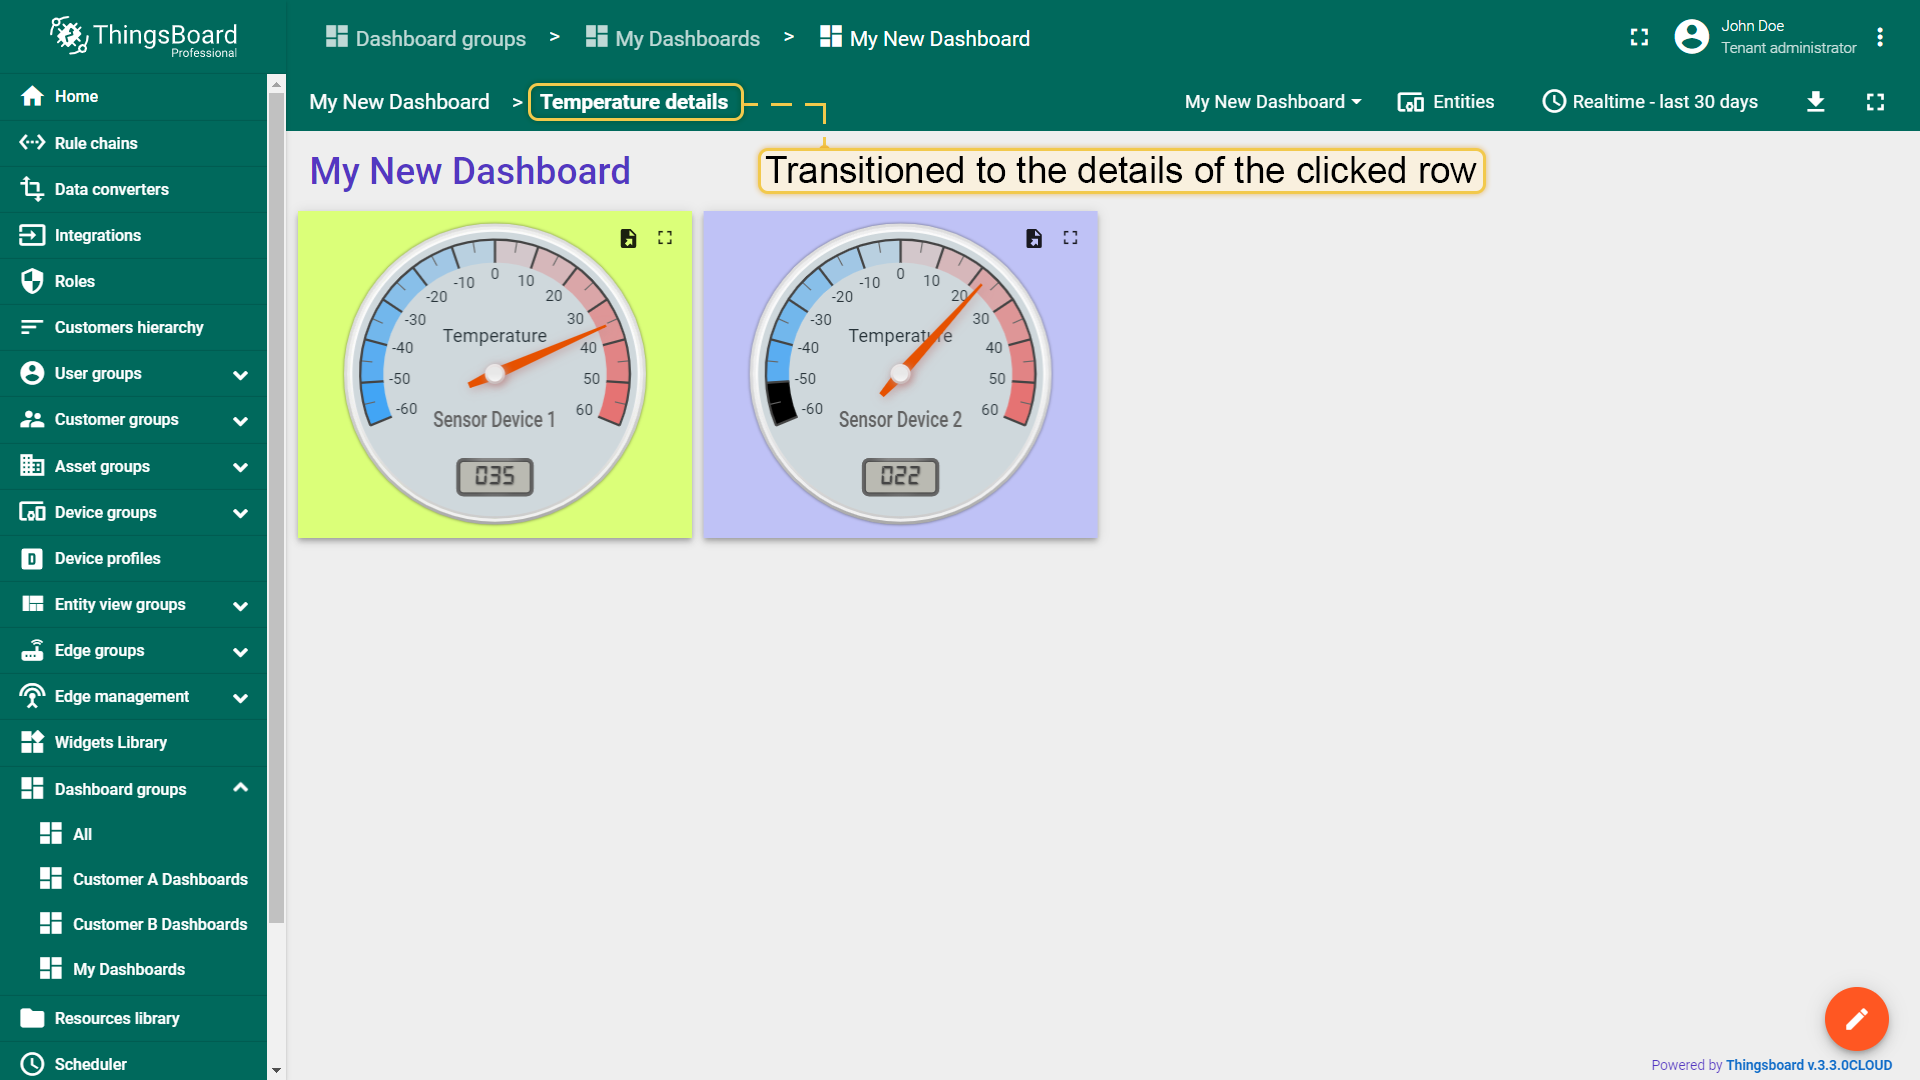 ThingsBoard
Professional
Dashboard groups > My Dashboards > My New Dashboard
John Doe
Tenant administrator
My New Dashboard > Temperature details
My New Dashboard
Entities
Realtime - last 30 days
Home
Rule chains
Data converters
Integrations
Roles
Customers hierarchy
User groups
Customer groups
Asset groups
Device groups
D
Device profiles
Entity view groups
Edge groups
Edge management
Widgets Library
Dashboard groups
All
Customer A Dashboards
Customer B Dashboards
My Dashboards
Resources library
Scheduler
My New Dashboard
Transitioned to the details of the clicked row
-60
-50
-40
-30
-20
-10
0
10
20
30
40
50
60
Temperature
Sensor Device 1
035
-60
-50
-40
-30
-20
-10
0
10
20
30
40
50
60
Temperature
Sensor Device 2
022
Powered by Thingsboard v.3.3.0CLOUD